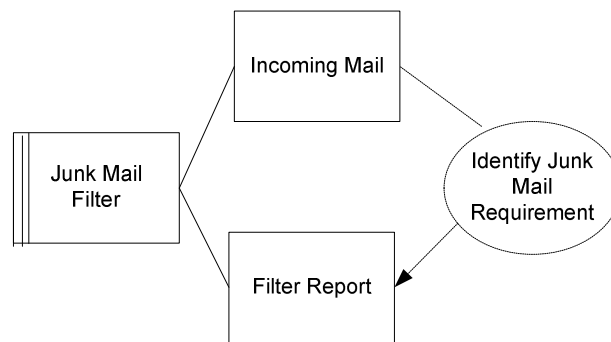 Incoming Mail
Junk Mail
Filter
Identify Junk
Mail
Requirement
Filter Report